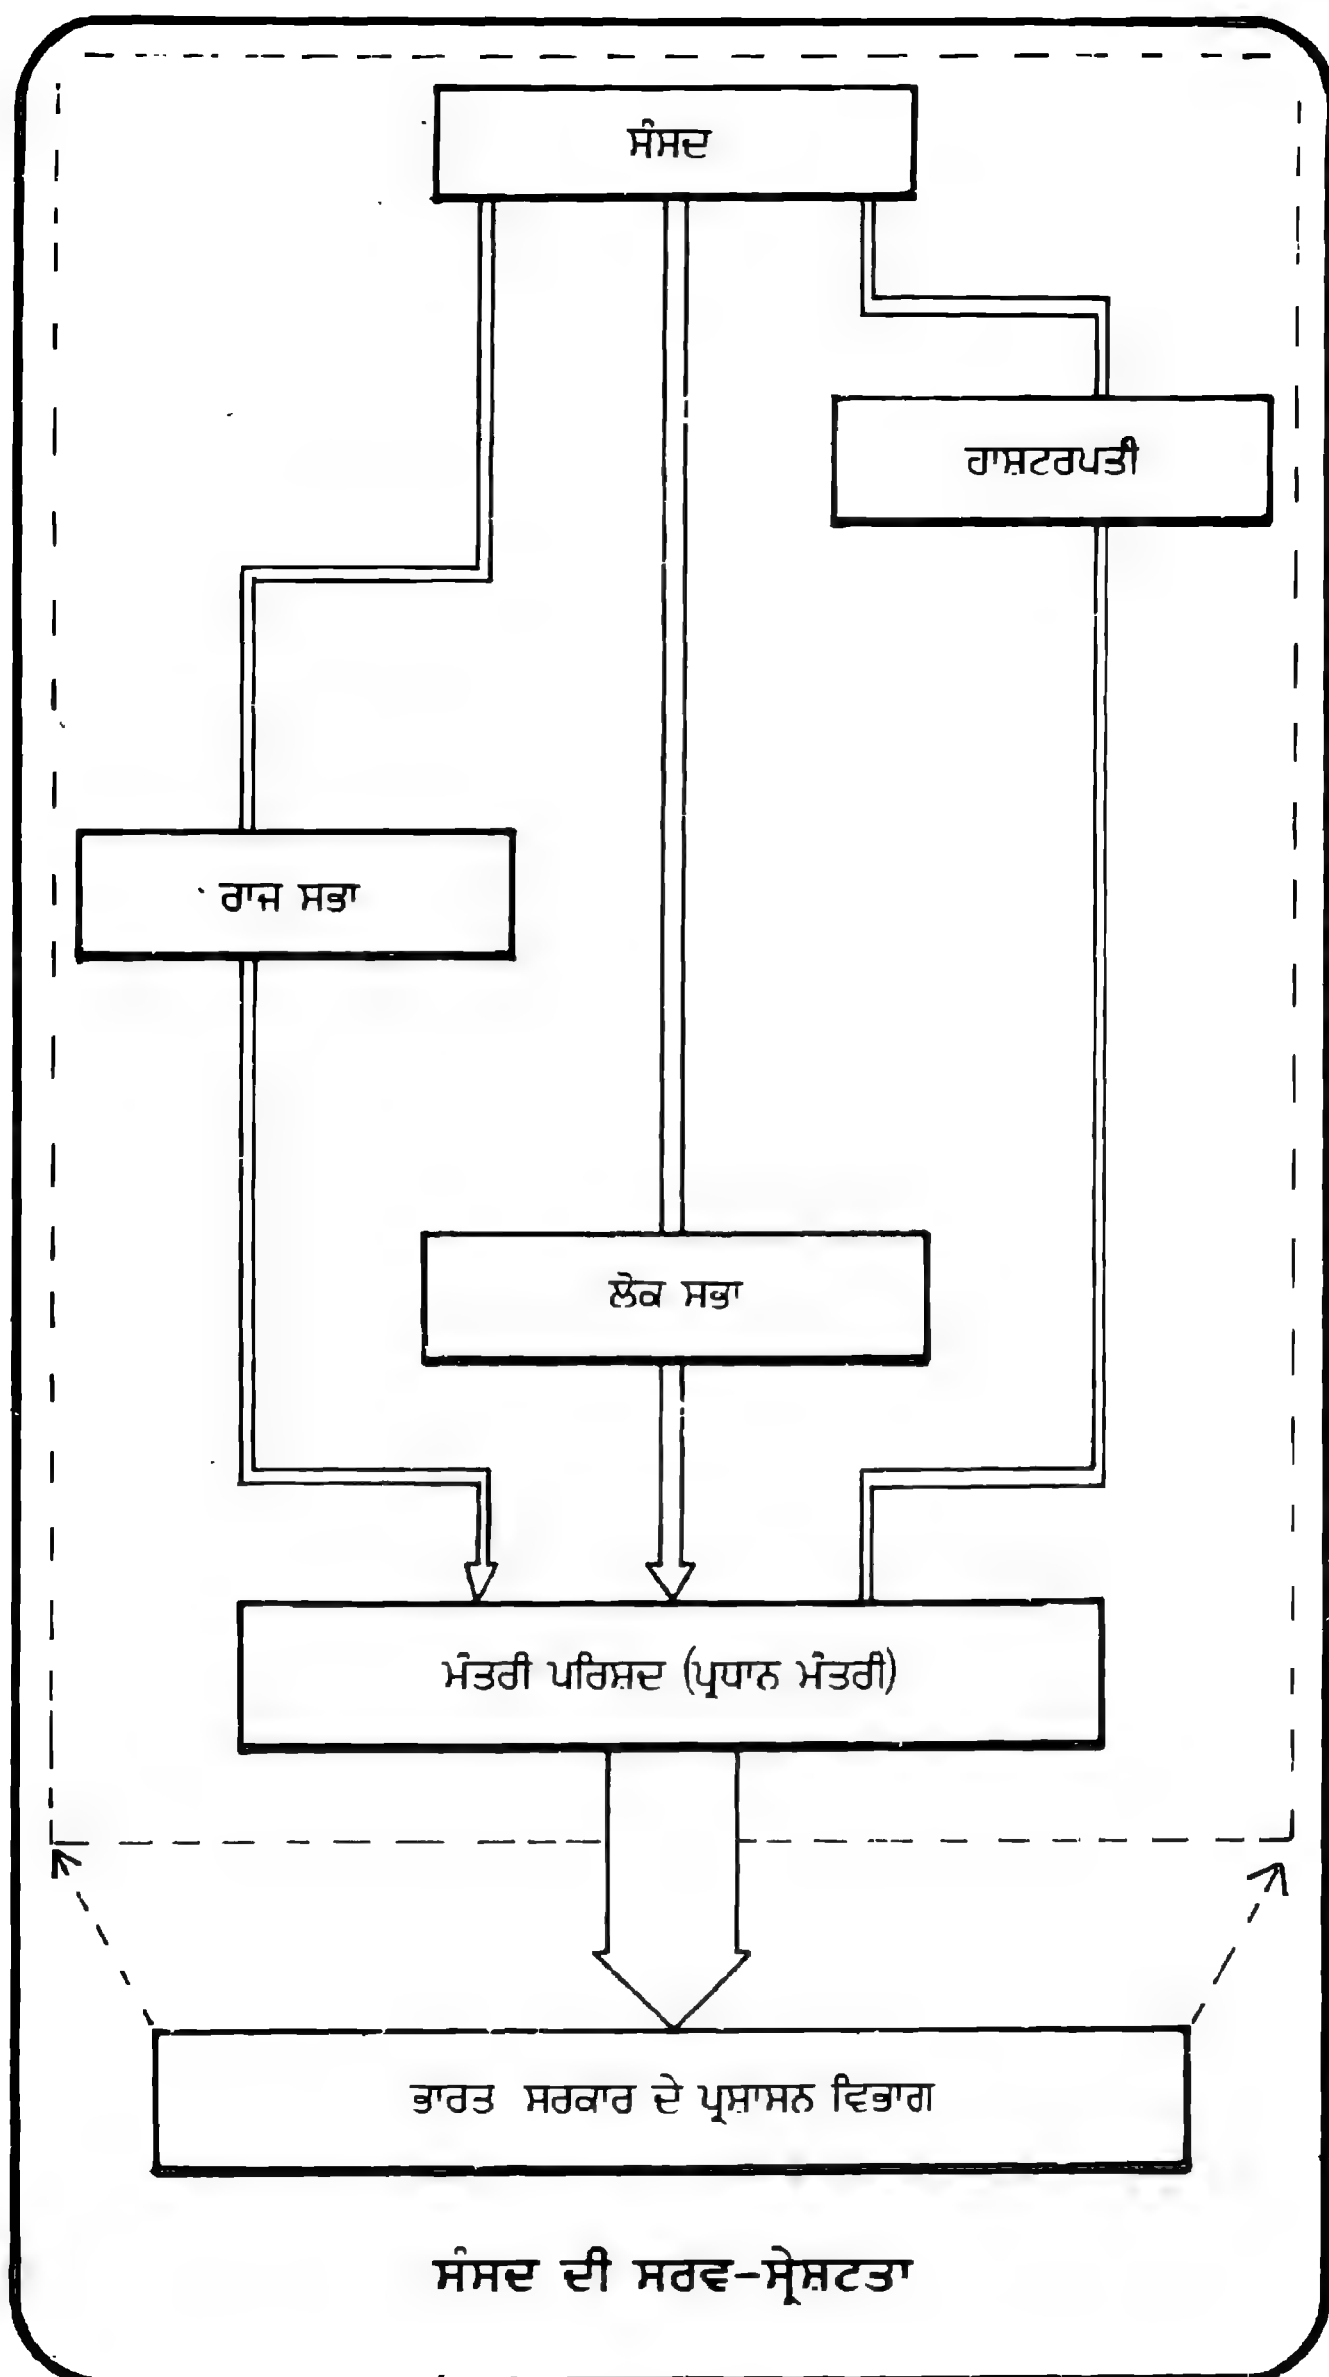 ਸੰਸਦ
ਹਾਸ਼ਟਰਪਤੀ
ਰਾਜ ਸਭਾ
ਲੋਕ ਸਭਾ
ਮੰਤਰੀ ਪਰਿਸ਼ਦ (ਪ੍ਰਧਾਨ ਮੰਤਰੀ)
ਭਾਰਤ ਸਰਕਾਰ ਦੇ ਪ੍ਰਸ਼ਾਸਨ ਵਿਭਾਗ
ਸੰਸਦ ਦੀ ਸਰਵ-ਸ੍ਰੇਸ਼ਟਤਾ